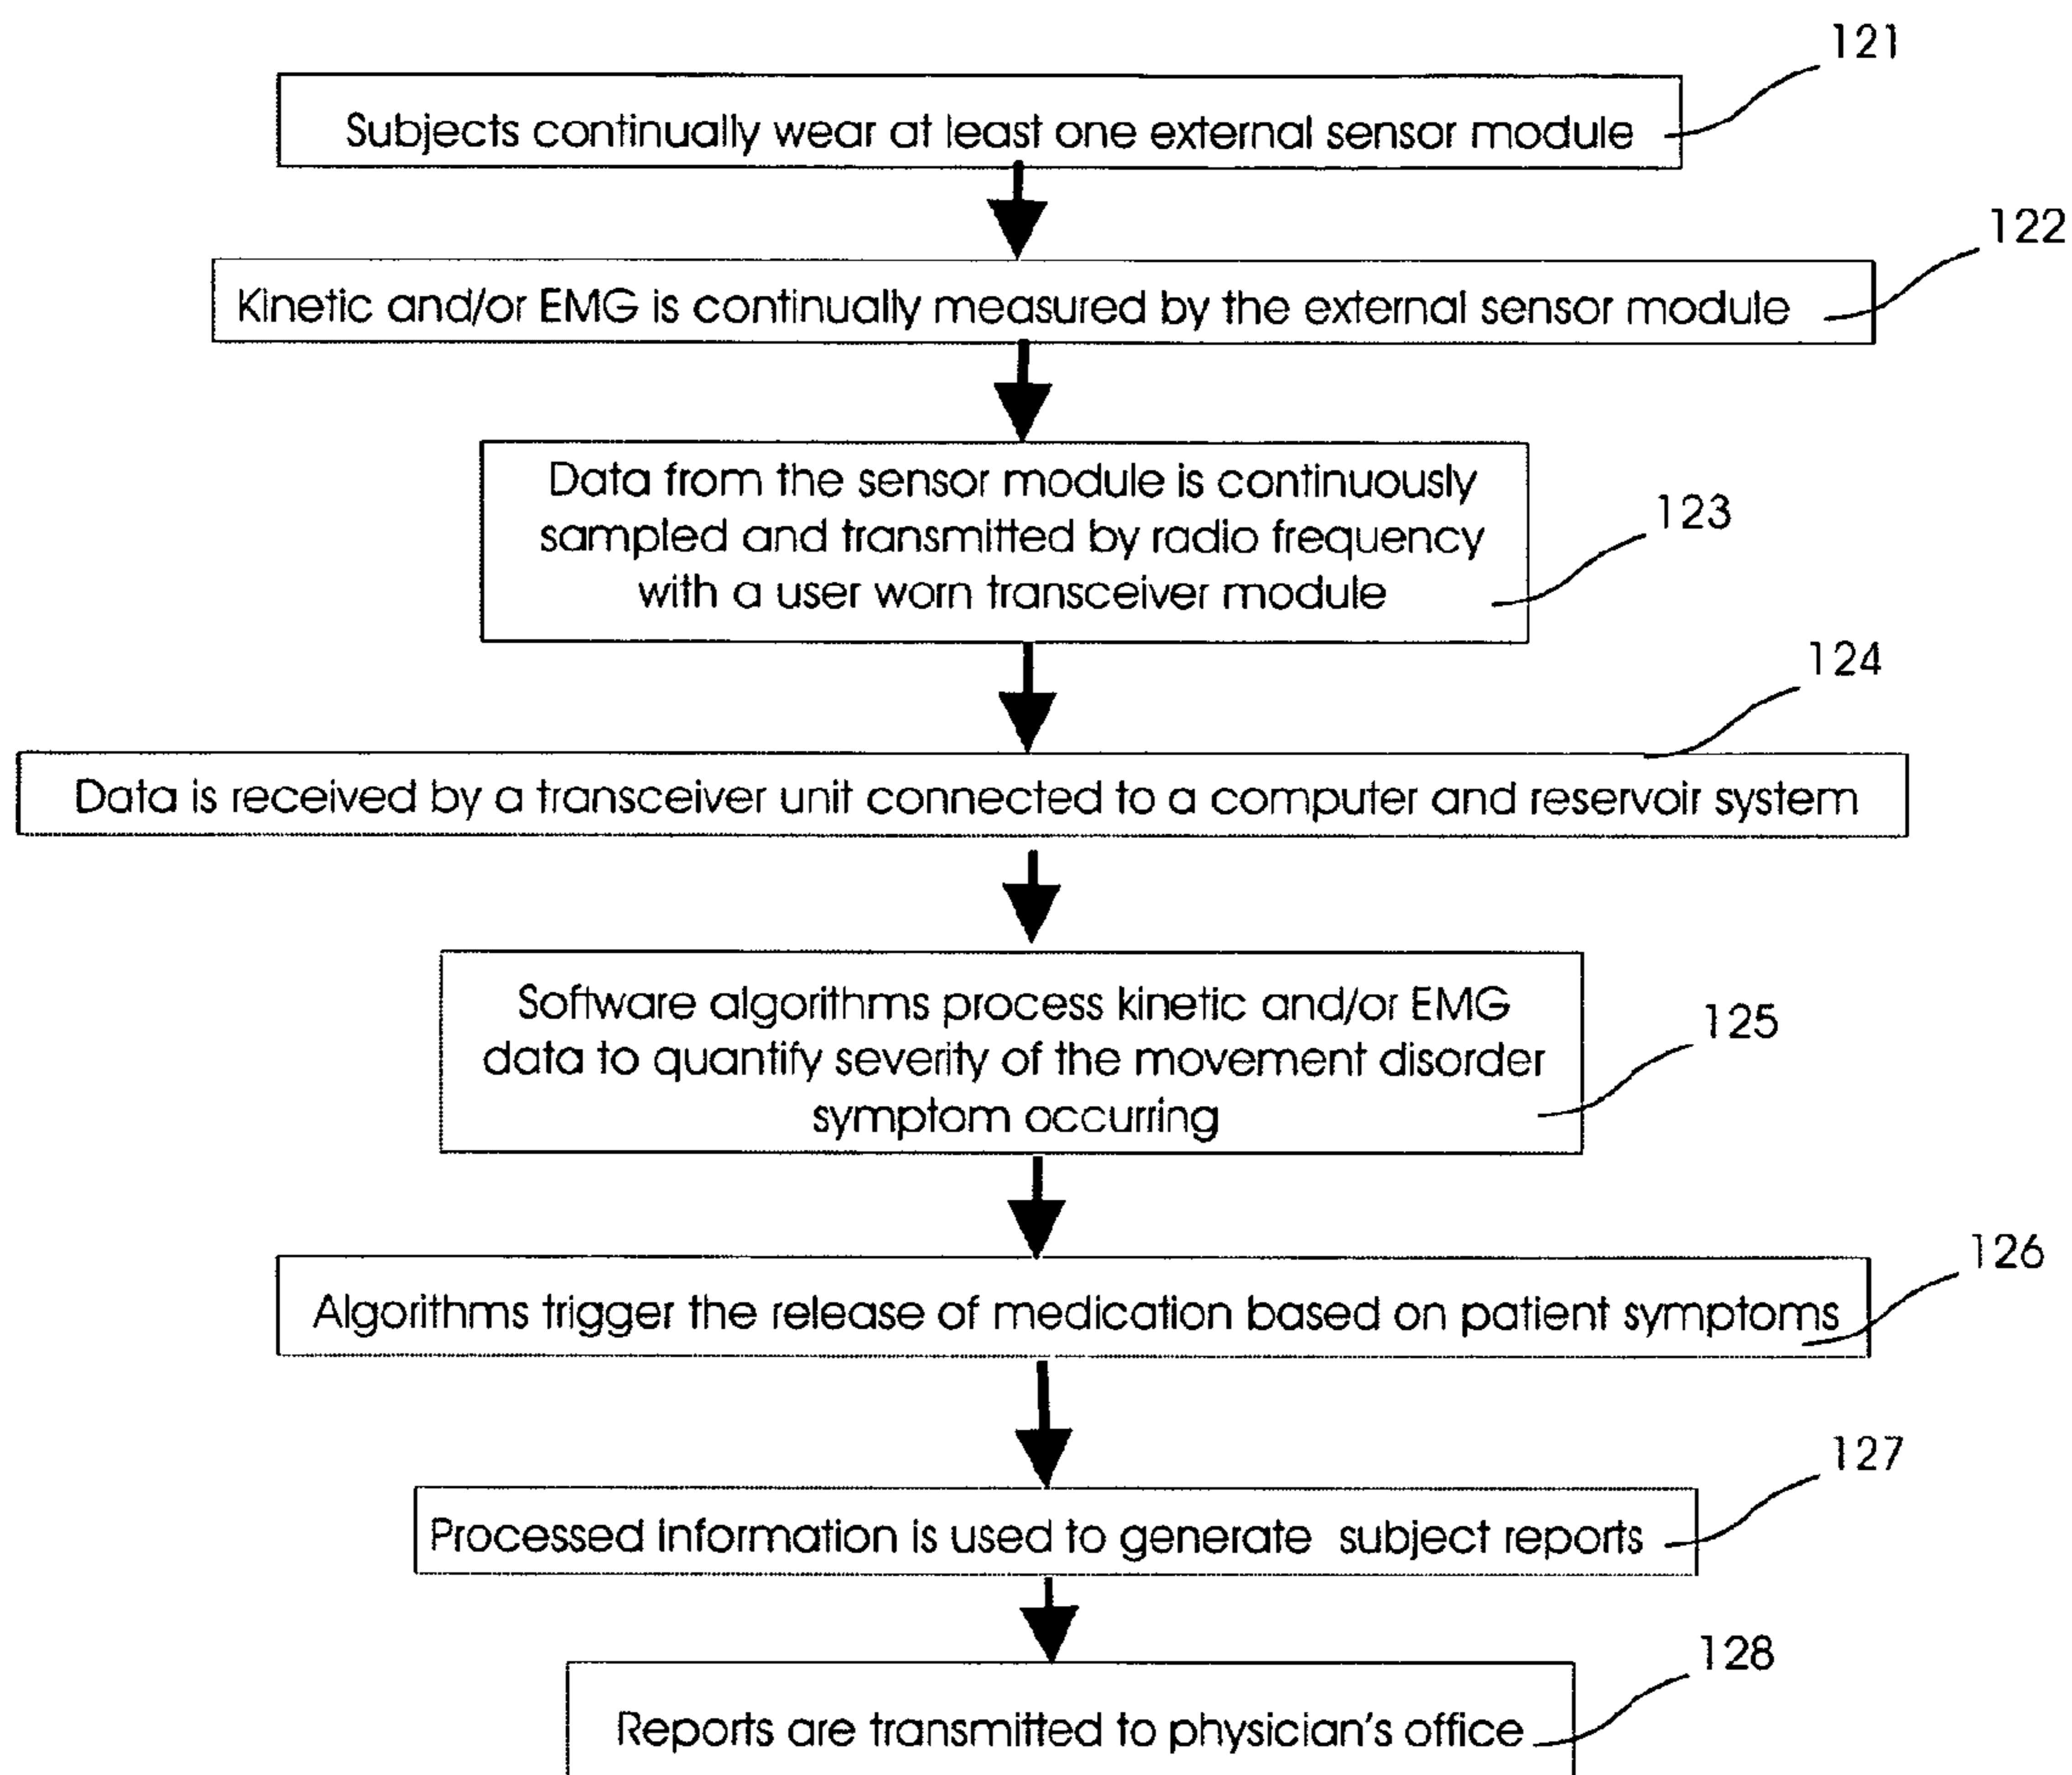 121
Subjects continually wear at least one external sensor module
122
Kinetic and/or EMG is continually measured by the external sensor module
Data from the sensor module is continuously
sampled and transmitted by radio frequency
with a user worn transceiver module
123
124
Data is received by a transceiver unit connected to a computer and reservoir system
Software algorithms process kinetic and/or EMG
data to quantify severity of the movement disorder
symptom occurring
125
126
Algorithms trigger the release of medication based on patient symptoms
127
Processed information is used to generate subject reports
128
Reports are transmitted to physician's office